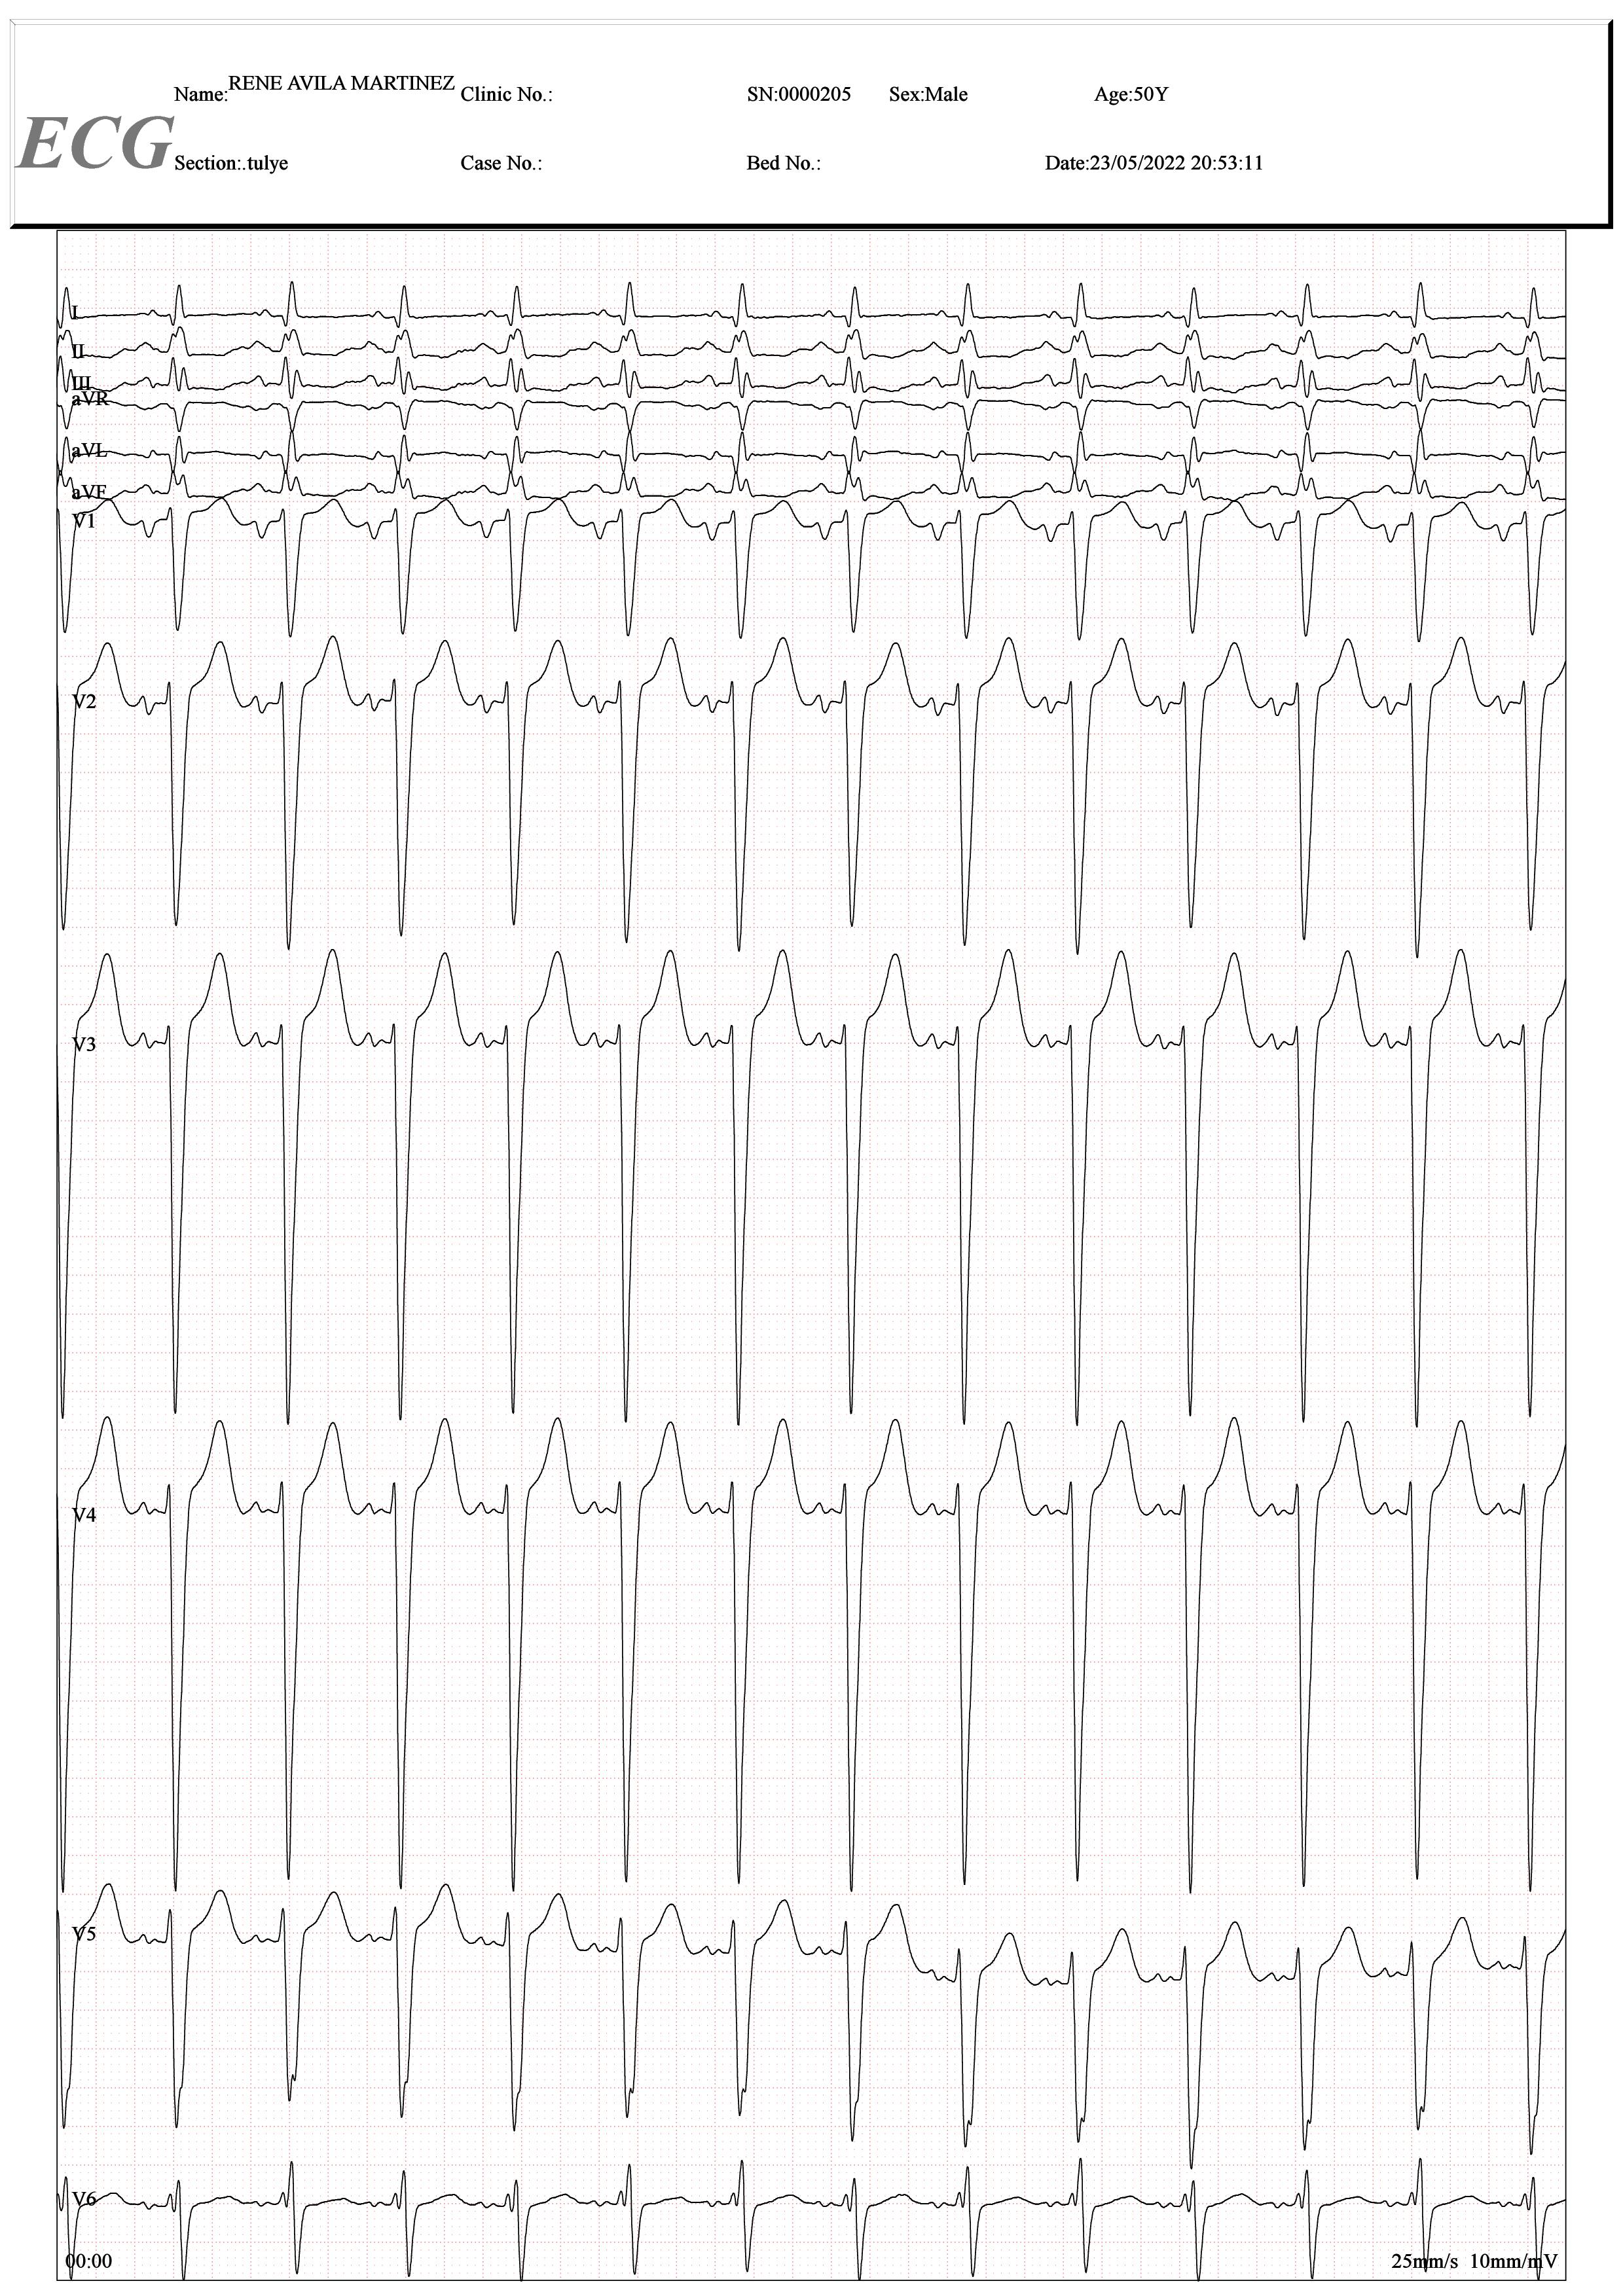 Name:RENE AVILA MARTINEZ Clinic No.: SN:0000205 Sex:Male Age:50Y
ECG
Section:.tulye Case No.: Bed No.: Date:23/05/2022 20:53:11
I
II
III
aVR
aVL
aVF
V1
V2
V3
V4
V5
V6
00:00 25mm/s 10mm/mV